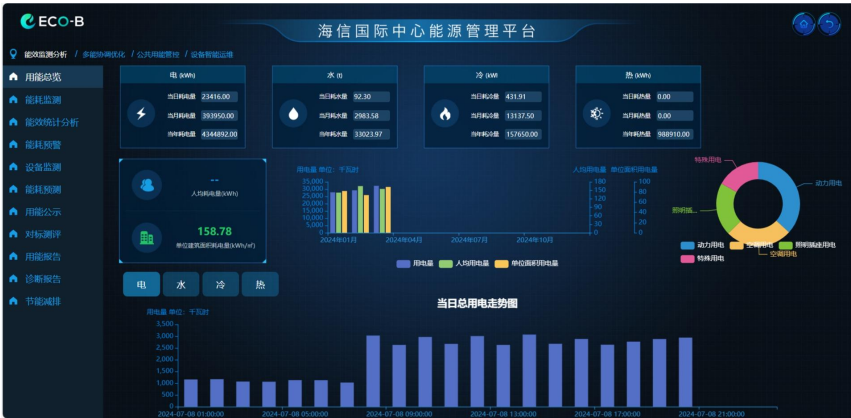 ECO-B
海信国际中心能源管理平台
能效监测分析 / 多能协调优化 / 公共用能管控 / 设备智能运维
用能总览
能耗监测
能效统计分析
能耗预警
设备监测
能耗预测
用能公示
对标测评
用能报告
诊断报告
节能减排
电 (kWh)
当日耗电量 23416.00
当月耗电量 393950.00
当年耗电量 4344892.00
水 (t)
当日耗水量 92.30
当月耗水量 2983.58
当年耗水量 33023.97
冷 (kWl
当日耗冷量 431.91
当月耗冷量 13137.50
当年耗冷量 157650.00
热 (kWh)
当日耗热量 0.00
当月耗热量 0.00
当年耗热量 988910.00
--
人均耗电量(kWh)
158.78
单位建筑面积耗电量(kWh/㎡)
用电量 单位：千瓦时
人均用电量 单位面积用电量
35,000
30,000
25,000
20,000
15,000
10,000
5,000
0
180
150
120
90
60
30
0
100
80
60
40
20
0
2024年01月 2024年04月 2024年07月 2024年10月
用电量 人均用电量 单位面积用电量
特殊用电
动力用电
照明插...
空调用电
动力用电 空调用电 照明插座用电
特殊用电
电 水 冷 热
当日总用电走势图
用电量 单位：千瓦时
3,500
3,000
2,500
2,000
1,500
1,000
500
0
2024-07-08 01:00:00 2024-07-08 05:00:00 2024-07-08 09:00:00 2024-07-08 13:00:00 2024-07-08 17:00:00 2024-07-08 21:00:00